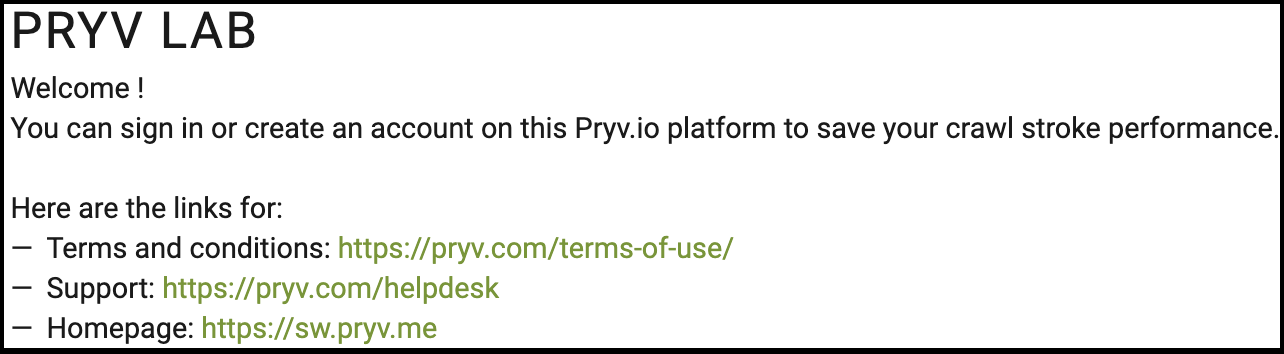 PRYV LAB
Welcome !
You can sign in or create an account on this Pryv.io platform to save your crawl stroke performance.
Here are the links for:
— Terms and conditions: https://pryv.com/terms-of-use/
— Support: https://pryv.com/helpdesk
— Homepage: https://sw.pryv.me